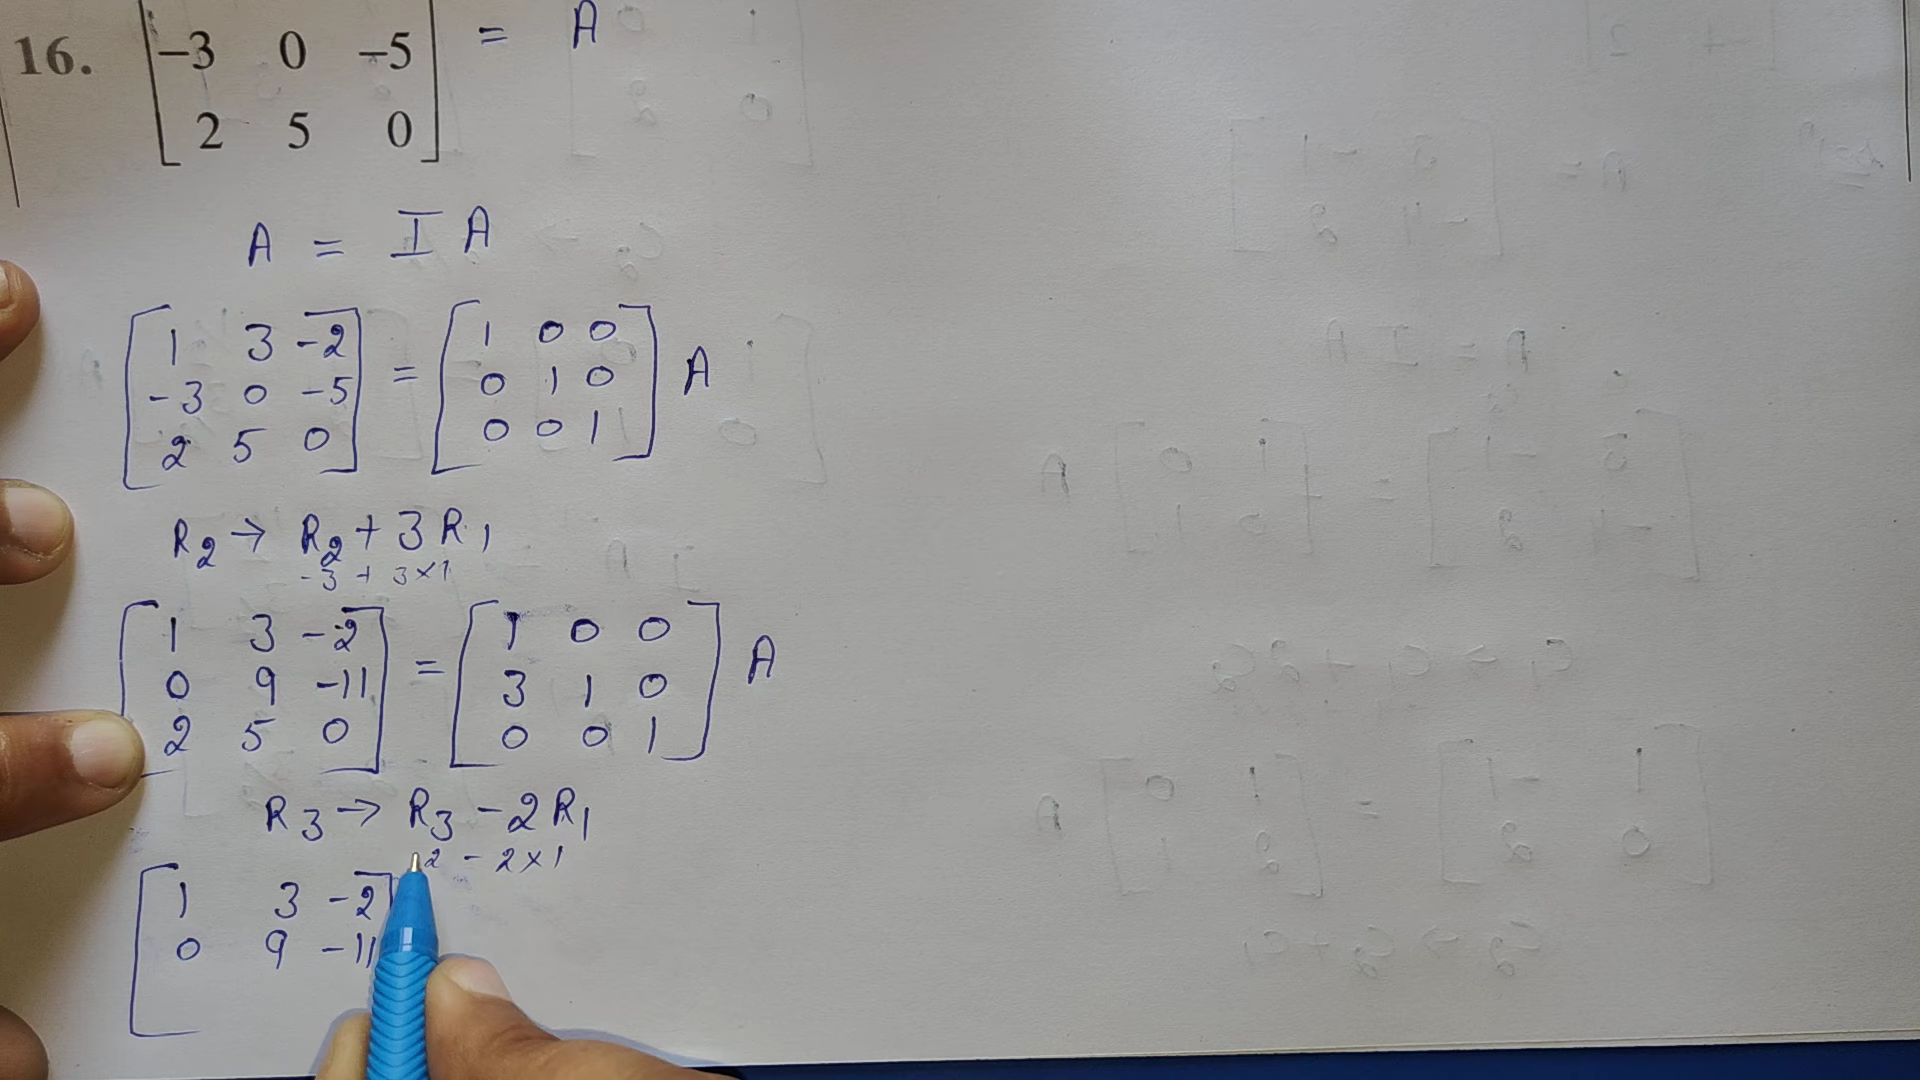 16. -3 0 -5 = A
2 5 0
A = I A
1 3 -2 1 0 0
-3 0 -5 = 0 1 0 A
2 5 0 0 0 1
R2 → R2 + 3R1
-3 + 3×1
1 3 -2 1 0 0
0 9 -11 = 3 1 0 A
2 5 0 0 0 1
R3 → R3 - 2R1
2 - 2×1
1 3 -2
0 9 -11